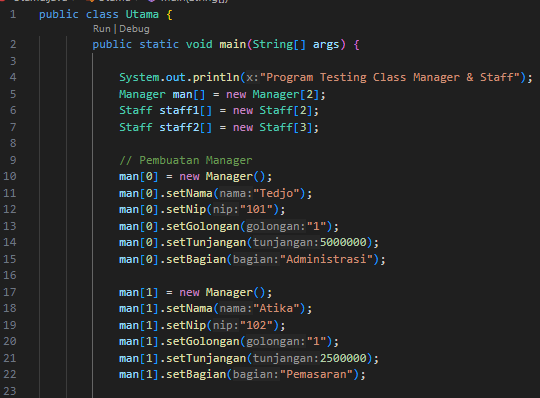 1 public class Utama {
Run | Debug
2 public static void main(String[] args) {
3
4 System.out.println(x:"Program Testing Class Manager & Staff");
5 Manager man[] = new Manager[2];
6 Staff staff1[] = new Staff[2];
7 Staff staff2[] = new Staff[3];
8
9 // Pembuatan Manager
10 man[0] = new Manager();
11 man[0].setNama(nama:"Tedjo");
12 man[0].setNip(nip:"101");
13 man[0].setGolongan(golongan:"1");
14 man[0].setTunjangan(tunjangan:5000000);
15 man[0].setBagian(bagian:"Administrasi");
16
17 man[1] = new Manager();
18 man[1].setNama(nama:"Atika");
19 man[1].setNip(nip:"102");
20 man[1].setGolongan(golongan:"1");
21 man[1].setTunjangan(tunjangan:2500000);
22 man[1].setBagian(bagian:"Pemasaran");
23